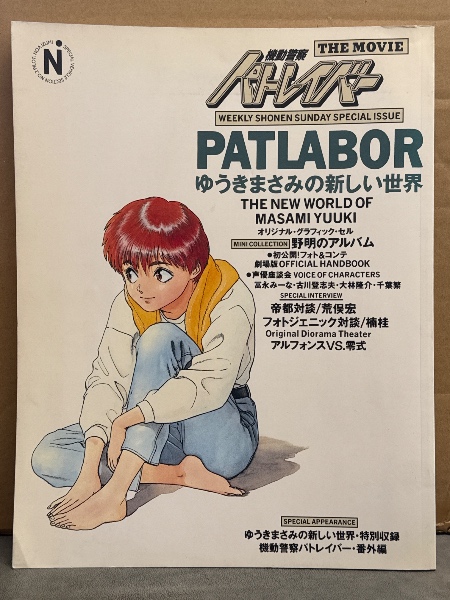 N
THE MOVIE
機動警察
パトレイバー
WEEKLY SHONEN SUNDAY SPECIAL ISSUE
PATLABOR
ゆうきまさみの新しい世界
THE NEW WORLD OF
MASAMI YUUKI
オリジナル・グラフィック・セル
MINI COLLECTION 野明のアルバム
●初公開!フォト&コンテ
劇場版OFFICIAL HANDBOOK
●声優座談会 VOICE OF CHARACTERS
冨永みーな・古川登志夫・大林隆介・千葉繁
SPECIAL INTERVIEW
帝都対談/荒俣宏
フォトジェニック対談/楠桂
Original Diorama Theater
アルフォンスVS.零式
SPECIAL APPEARANCE
ゆうきまさみの新しい世界・特別収録
機動警察パトレイバー・番外編